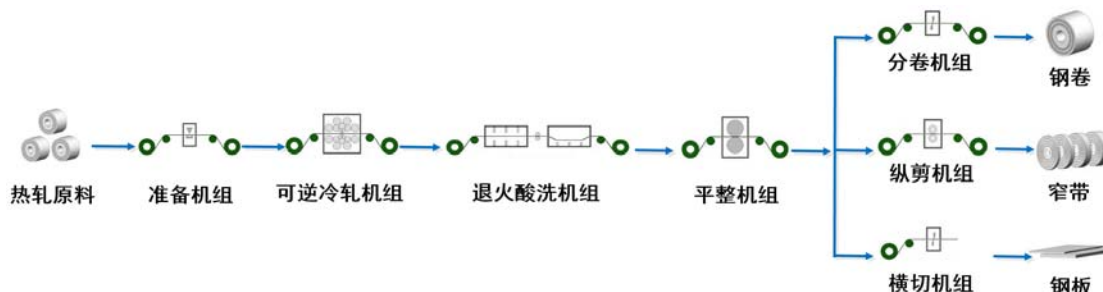 热轧原料
准备机组
可逆冷轧机组
退火酸洗机组
平整机组
分卷机组
钢卷
纵剪机组
窄带
横切机组
钢板